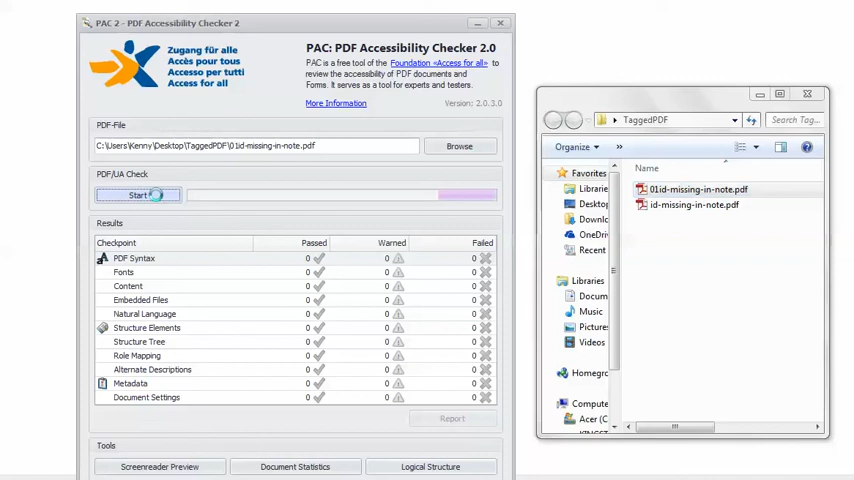 PAC 2 - PDF Accessibility Checker 2
Zugang für alle
Accès pour tous
Accesso per tutti
Access for all
PAC: PDF Accessibility Checker 2.0
PAC is a free tool of the Foundation «Access for all» to
review the accessibility of PDF documents and
Forms. It serves as a tool for experts and testers.
More Information
Version: 2.0.3.0
PDF-File
C:\Users\Kenny\Desktop\TaggedPDF\01id-missing-in-note.pdf
Browse
PDF/UA Check
Start
Results
Checkpoint Passed Warned Failed
PDF Syntax 0 0 0
Fonts 0 0 0
Content 0 0 0
Embedded Files 0 0 0
Natural Language 0 0 0
Structure Elements 0 0 0
Structure Tree 0 0 0
Role Mapping 0 0 0
Alternate Descriptions 0 0 0
Metadata 0 0 0
Document Settings 0 0 0
Report
Tools
Screenreader Preview
Document Statistics
Logical Structure
TaggedPDF
Search Tag...
Organize
»
Name
Favorites
Librarie
Desktop
Downlo
OneDriv
Recent
Libraries
Docum
Music
Pictures
Videos
Homegro
Compute
Acer (C
01id-missing-in-note.pdf
id-missing-in-note.pdf